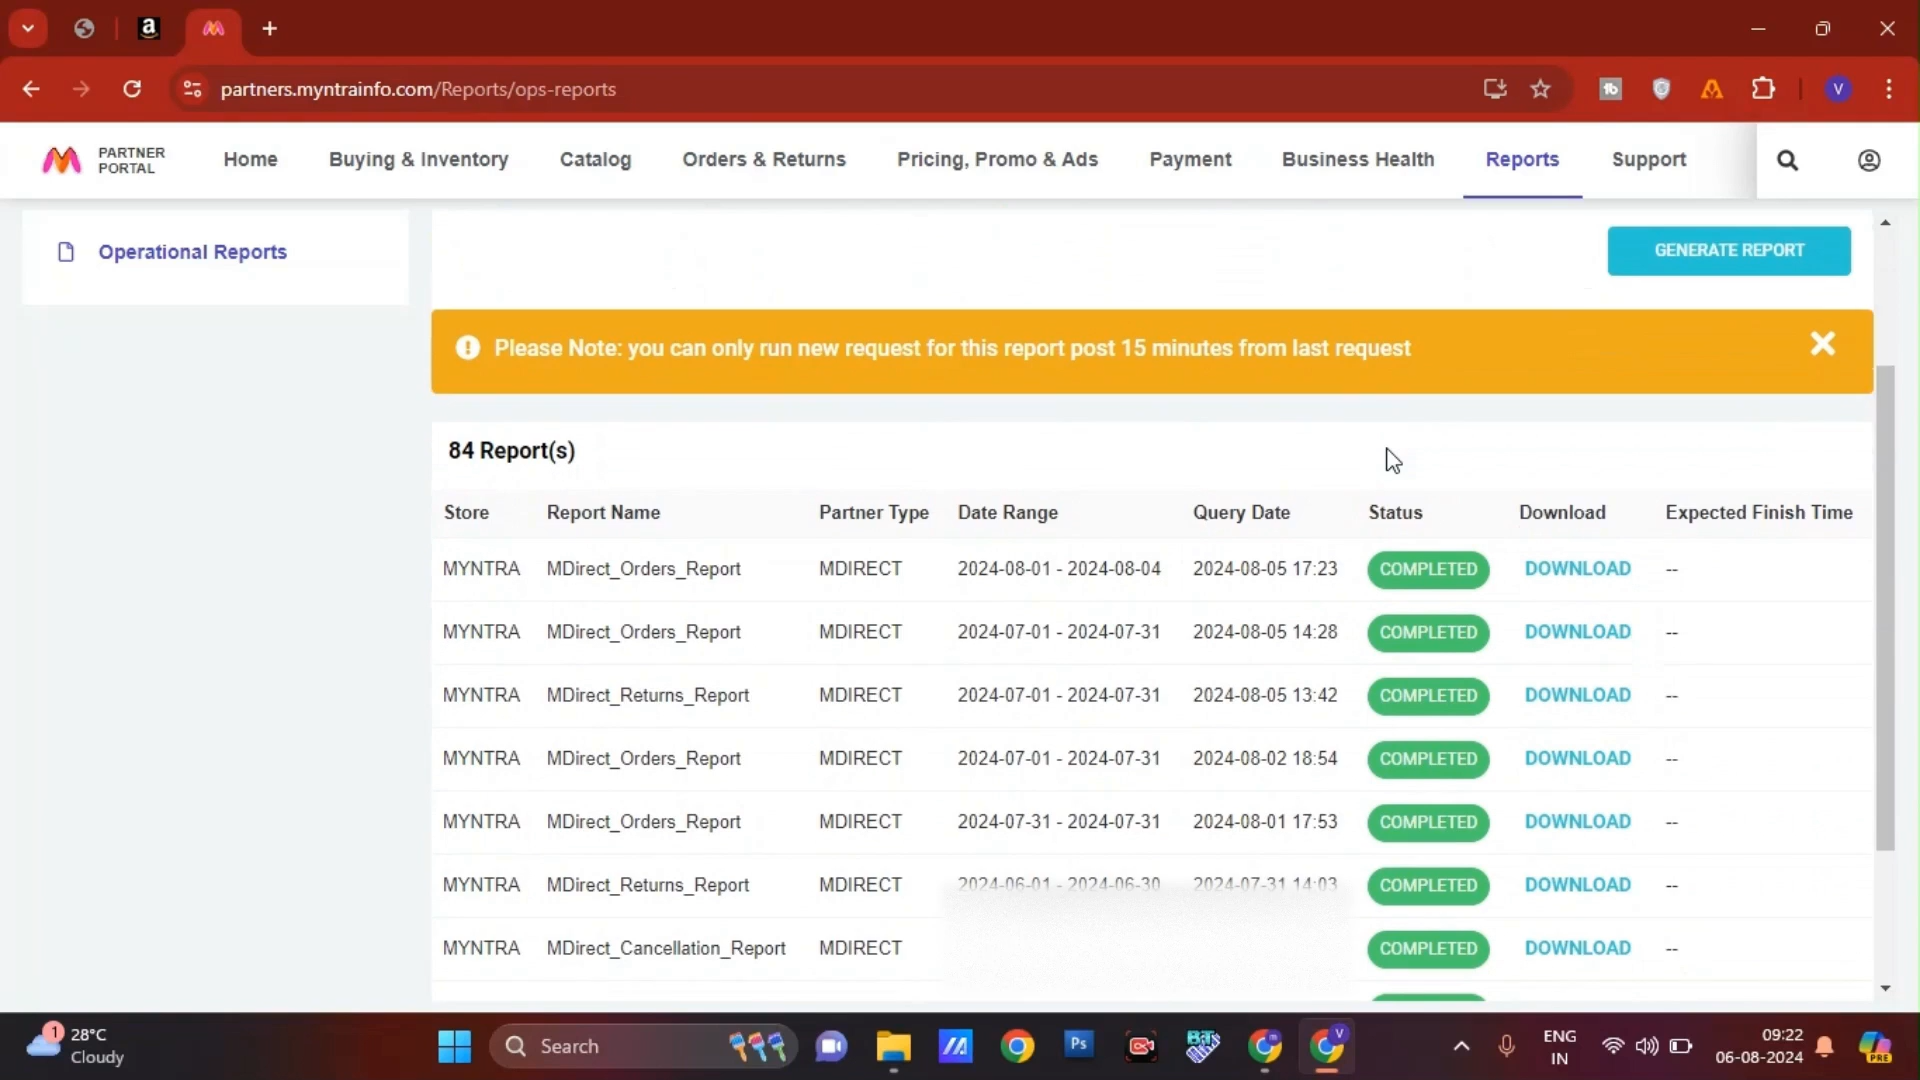 partners.myntrainfo.com/Reports/ops-reports
V
PARTNER
PORTAL
Home
Buying & Inventory
Catalog
Orders & Returns
Pricing, Promo & Ads
Payment
Business Health
Reports
Support
Operational Reports
GENERATE REPORT
Please Note: you can only run new request for this report post 15 minutes from last request
84 Report(s)
Store Report Name Partner Type Date Range Query Date Status Download Expected Finish Time
MYNTRA MDirect_Orders_Report MDIRECT 2024-08-01 - 2024-08-04 2024-08-05 17:23 COMPLETED DOWNLOAD --
MYNTRA MDirect_Orders_Report MDIRECT 2024-07-01 - 2024-07-31 2024-08-05 14:28 COMPLETED DOWNLOAD --
MYNTRA MDirect_Returns_Report MDIRECT 2024-07-01 - 2024-07-31 2024-08-05 13:42 COMPLETED DOWNLOAD --
MYNTRA MDirect_Orders_Report MDIRECT 2024-07-01 - 2024-07-31 2024-08-02 18:54 COMPLETED DOWNLOAD --
MYNTRA MDirect_Orders_Report MDIRECT 2024-07-31 - 2024-07-31 2024-08-01 17:53 COMPLETED DOWNLOAD --
MYNTRA MDirect_Returns_Report MDIRECT 2024-06-01 - 2024-06-30 2024-07-31 14:03 COMPLETED DOWNLOAD --
MYNTRA MDirect_Cancellation_Report MDIRECT COMPLETED DOWNLOAD --
1
28°C
Cloudy
Search
Ps
V
ENG
IN
09:22
06-08-2024
PRE